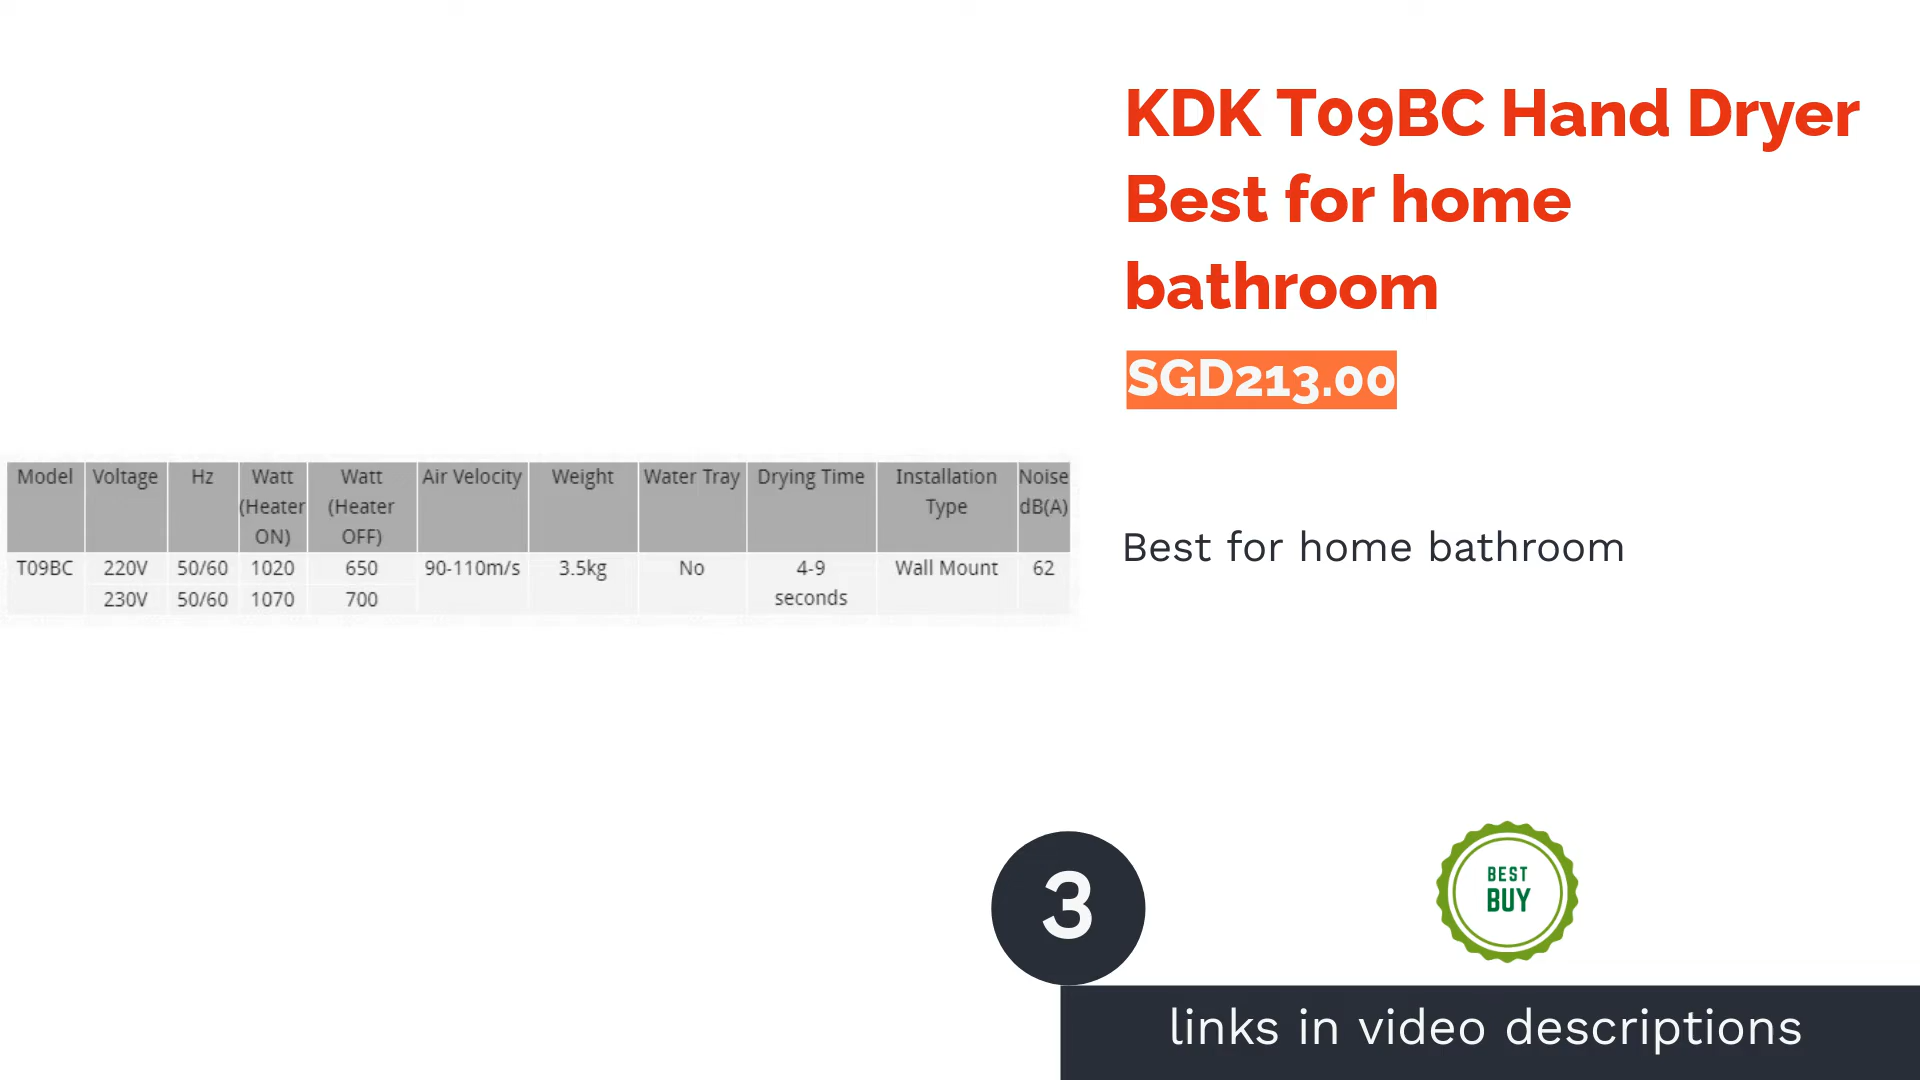 KDK T09BC Hand Dryer
Best for home
bathroom
SGD213.00
Model Voltage Hz Watt (Heater ON) Watt (Heater OFF) Air Velocity Weight Water Tray Drying Time Installation Type Noise dB(A)
T09BC 220V 50/60 1020 650 90-110m/s 3.5kg No 4-9 seconds Wall Mount 62
230V 50/60 1070 700
Best for home bathroom
3
BEST
BUY
links in video descriptions